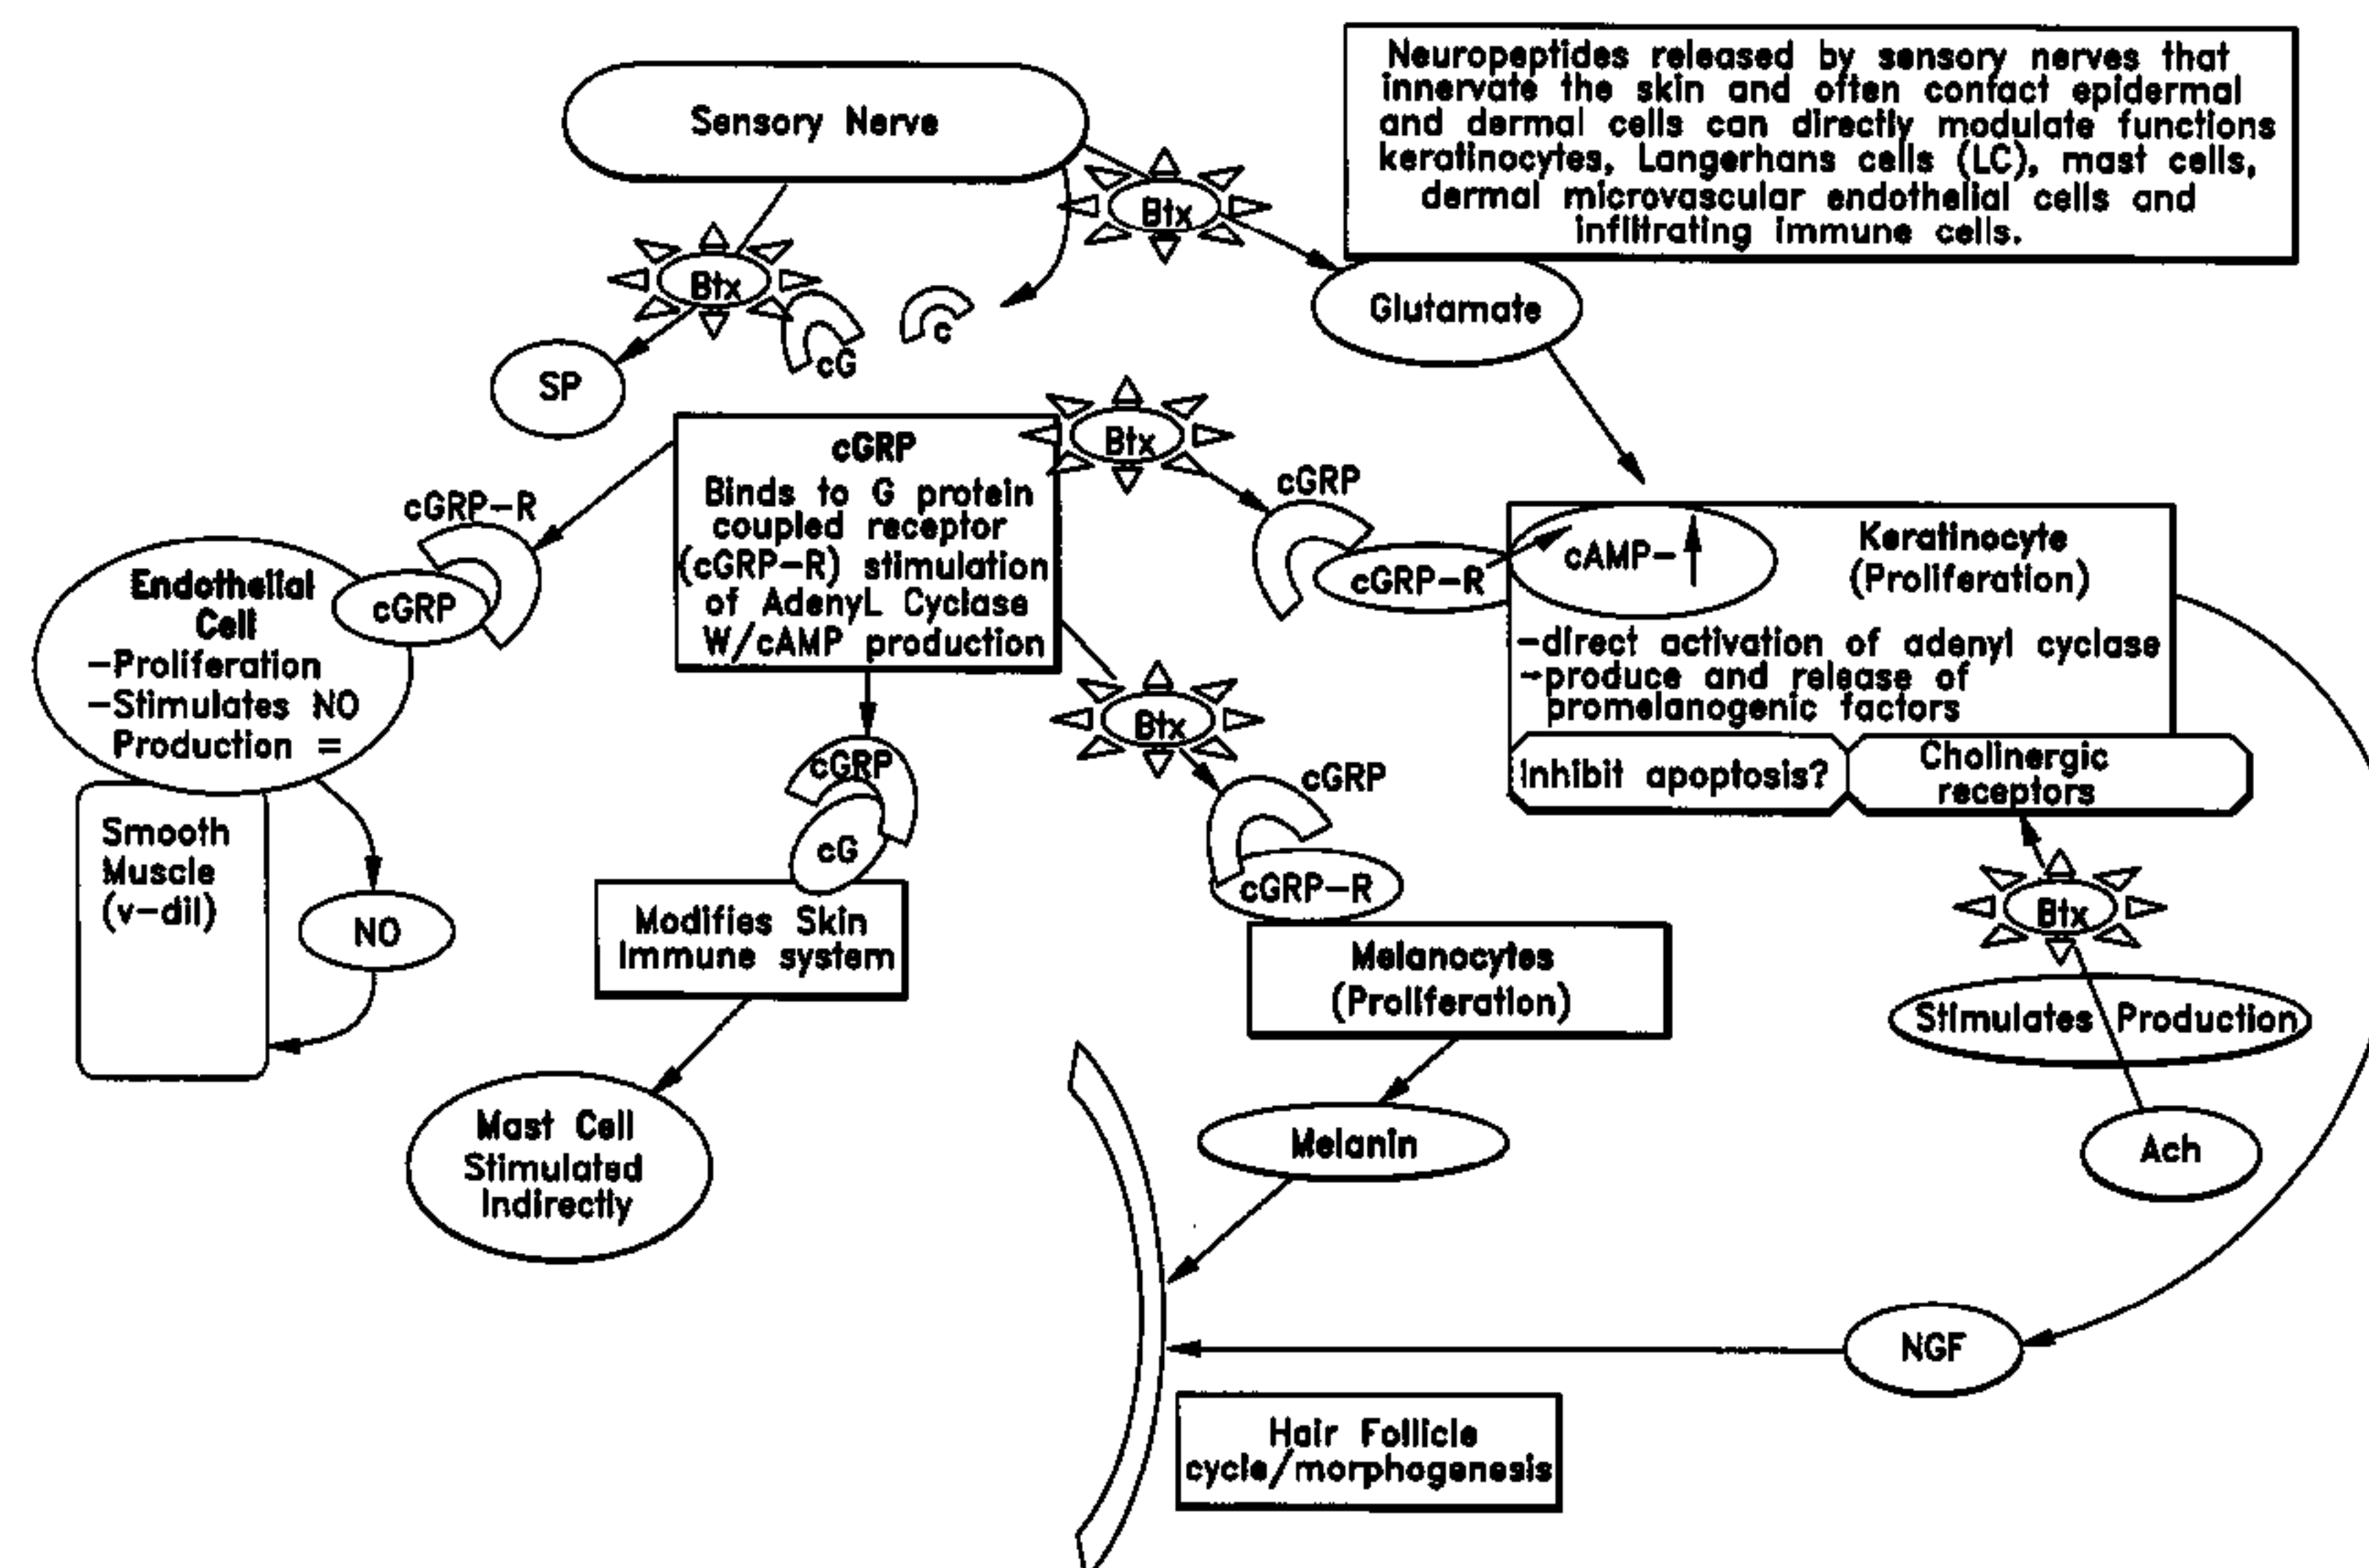 Neuropeptides released by sensory nerves that
innervate the skin and often contact epidermal
and dermal cells can directly modulate functions
keratinocytes, Langerhans cells (LC), mast cells,
dermal microvascular endothelial cells and
infiltrating immune cells.
Sensory Nerve
Btx
Btx
Glutamate
cG
c
SP
Btx
cGRP
Binds to G protein
coupled receptor
(cGRP-R) stimulation
of AdenyL Cyclase
W/cAMP production
cGRP-R
cGRP
Endothelial
Cell
-Proliferation
-Stimulates NO
Production =
Smooth
Muscle
(v-dil)
NO
cGRP
cGRP-R
cAMP-↑
Keratinocyte
(Proliferation)
-direct activation of adenyl cyclase
-produce and release of
promelanogenic factors
Inhibit apoptosis?
Cholinergic
receptors
Btx
cGRP
cGRP-R
cGRP
cG
Modifies Skin
Immune system
Mast Cell
Stimulated
Indirectly
Melanocytes
(Proliferation)
Melanin
Btx
Stimulates Production
Ach
NGF
Hair Follicle
cycle/morphogenesis